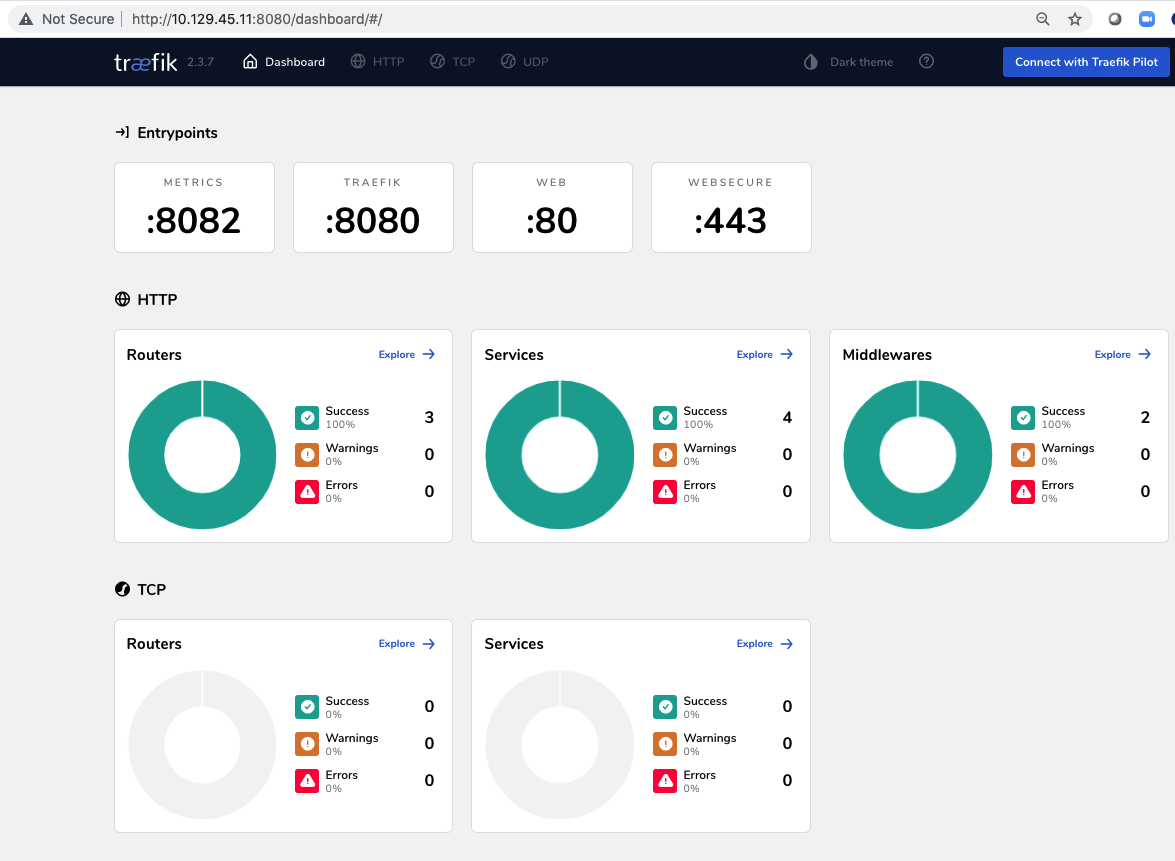 Not Secure | http://10.129.45.11:8080/dashboard/#/
træfik 2.3.7 Dashboard HTTP TCP UDP Dark theme Connect with Traefik Pilot
Entrypoints
METRICS TRAEFIK WEB WEBSECURE
:8082 :8080 :80 :443
HTTP
Routers Explore
Success 3
100%
Warnings 0
0%
Errors 0
0%
Services Explore
Success 4
100%
Warnings 0
0%
Errors 0
0%
Middlewares Explore
Success 2
100%
Warnings 0
0%
Errors 0
0%
TCP
Routers Explore
Success 0
0%
Warnings 0
0%
Errors 0
0%
Services Explore
Success 0
0%
Warnings 0
0%
Errors 0
0%